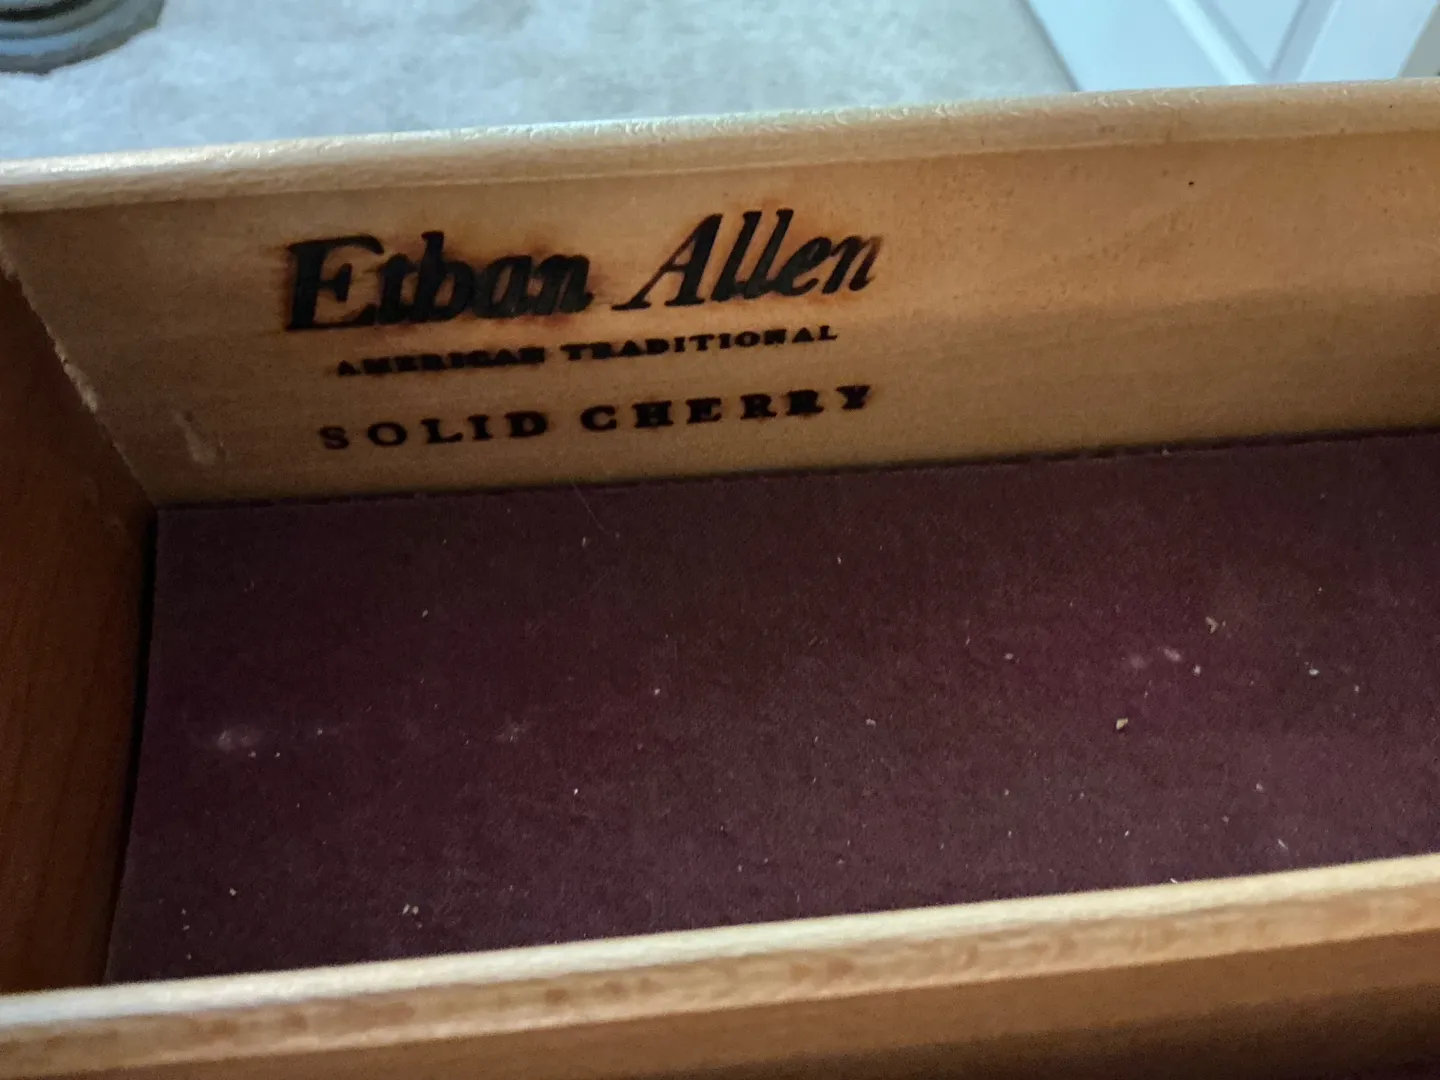 Ethan Allen
AMERICAN TRADITIONAL
SOLID CHERRY